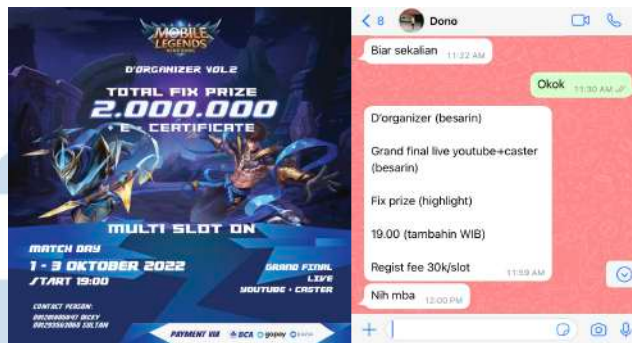 MOBILE
LEGENDS
D'ORGANIZER VOL.2
TOTAL FIX PRIZE
2.000.000
+ E - CERTIFICATE
MULTI SLOT ON
MATCH DAY
1 - 3 OKTOBER 2022
START 19:00
GRAND FINAL
LIVE
YOUTUBE + CASTER
CONTACT PERSON:
DICKY
SULTAN
PAYMENT VIA BCA gopay
8 Dono
Biar sekalian 11:22 AM
Okok 11:30 AM
D'organizer (besarin)
Grand final live youtube+caster
(besarin)
Fix prize (highlight)
19.00 (tambahin WIB)
Regist fee 30k/slot 11:59 AM
Nih mba 12:00 PM